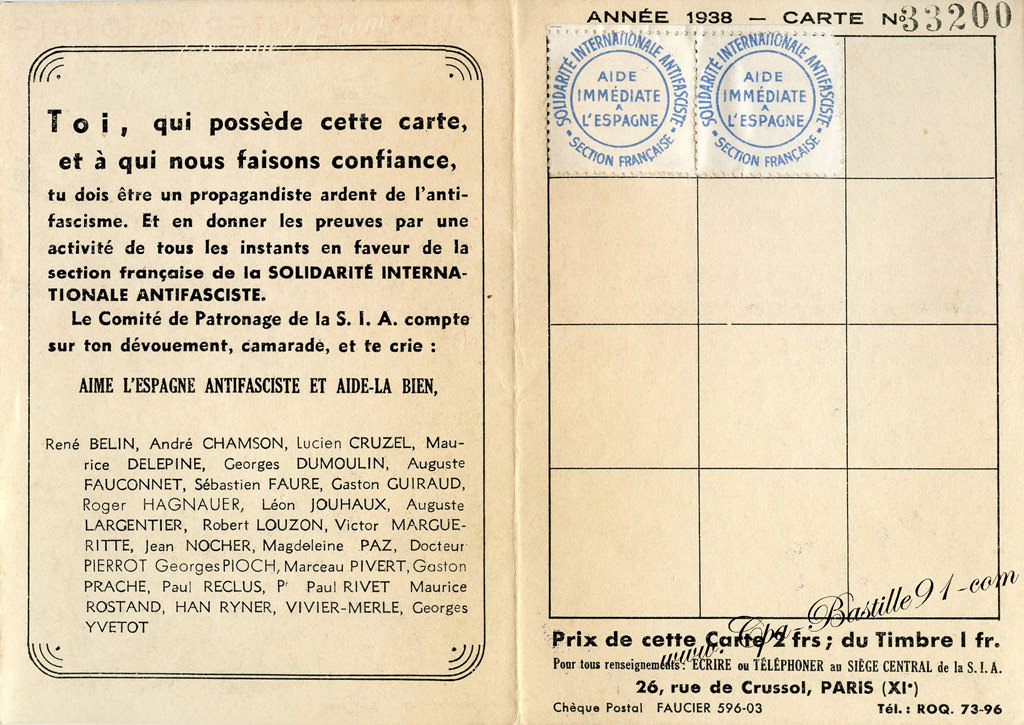 Toi, qui possède cette carte,
et à qui nous faisons confiance,
tu dois être un propagandiste ardent de l'anti-
fascisme. Et en donner les preuves par une
activité de tous les instants en faveur de la
section française de la SOLIDARITÉ INTERNA-
TIONALE ANTIFASCISTE.
Le Comité de Patronage de la S. I. A. compte
sur ton dévouement, camarade, et te crie :
AIME L'ESPAGNE ANTIFASCISTE ET AIDE-LA BIEN,
René BELIN, André CHAMSON, Lucien CRUZEL, Mau-
rice DELEPINE, Georges DUMOULIN, Auguste
FAUCONNET, Sébastien FAURE, Gaston GUIRAUD,
Roger HAGNAUER, Léon JOUHAUX, Auguste
LARGENTIER, Robert LOUZON, Victor MARGUE-
RITTE, Jean NOCHER, Magdeleine PAZ, Docteur
PIERROT Georges PIOCH, Marceau PIVERT, Gaston
PRACHE, Paul RECLUS, Pr Paul RIVET Maurice
ROSTAND, HAN RYNER, VIVIER-MERLE, Georges
YVETOT
ANNÉE 1938 — CARTE No 33200
SOLIDARITÉ INTERNATIONALE ANTIFASCISTE
AIDE
IMMÉDIATE
A
L'ESPAGNE
• SECTION FRANÇAISE •
SOLIDARITÉ INTERNATIONALE ANTIFASCISTE
AIDE
IMMÉDIATE
A
L'ESPAGNE
• SECTION FRANÇAISE •
www.Cpa-Bastille91-com
Prix de cette Carte 2 frs ; du Timbre 1 fr.
Pour tous renseignements : ECRIRE ou TÉLÉPHONER au SIÈGE CENTRAL de la S. I. A.
26, rue de Crussol, PARIS (XIe)
Chèque Postal FAUCIER 596-03 Tél. : ROQ. 73-96